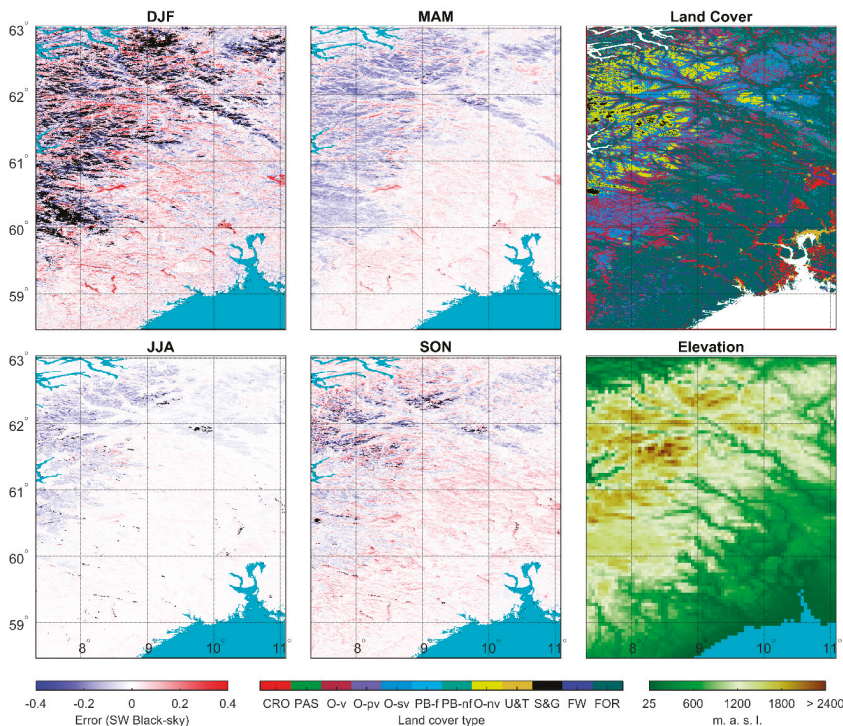 DJF MAM Land Cover
63°
62°
61°
60°
59°
JJA SON Elevation
63°
62°
61°
60°
59°
8° 9° 10° 11° 8° 9° 10° 11° 8° 9° 10° 11°
-0.4 -0.2 0 0.2 0.4
Error (SW Black-sky)
CRO PAS O-v O-pv O-sv PB-f PB-nf O-nv U&T S&G FW FOR
Land cover type
25 600 1200 1800 > 2400
m. a. s. l.